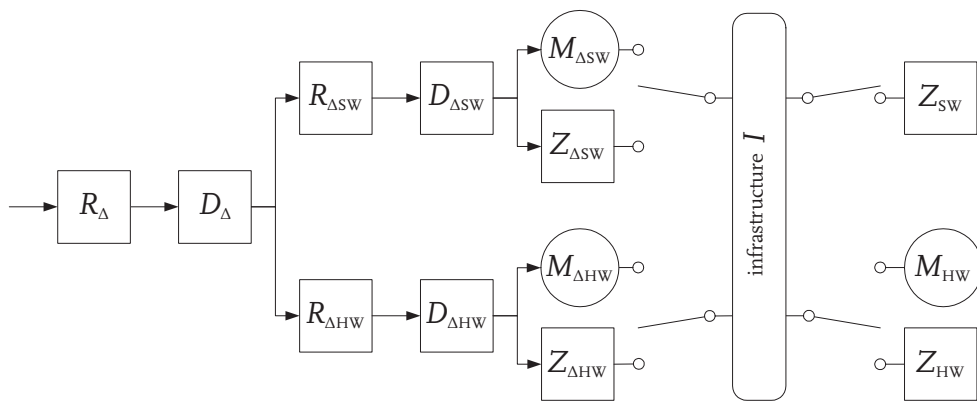 M_ΔSW
R_ΔSW D_ΔSW Z_SW
Z_ΔSW
infrastructure I
R_Δ D_Δ
M_ΔHW M_HW
R_ΔHW D_ΔHW
Z_ΔHW Z_HW